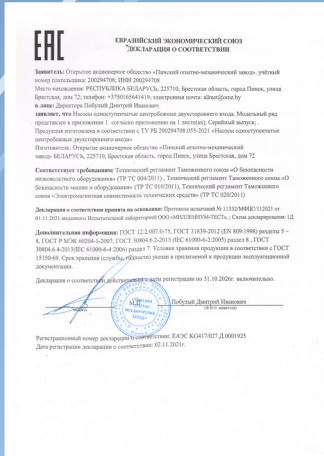 EAC
ЕВРАЗИЙСКИЙ ЭКОНОМИЧЕСКИЙ СОЮЗ
ДЕКЛАРАЦИЯ О СООТВЕТСТВИИ
Заявитель: Открытое акционерное общество «Пинский опытно-механический завод», учётный
номер плательщика: 200294708; ИНН 200294708
Место нахождения: РЕСПУБЛИКА БЕЛАРУСЬ, 225710, Брестская область, город Пинск, улица
Брестская, дом 72; телефон: +3750165641419; электронная почта:
в лице: Директора Побулый Дмитрий Иванович
заявляет, что Насосы одноступенчатые центробежные двухстороннего входа. Модельный ряд
представлен в приложении 1 согласно приложению на 1 листе(ах); Серийный выпуск; .
Продукция изготовлена в соответствии с ТУ РБ 200294708.055-2021 «Насосы одноступенчатые
центробежные двухстороннего входа»
Изготовитель: Открытое акционерное общество «Пинский опытно-механический
завод» БЕЛАРУСЬ, 225710, Брестская область, город Пинск, улица Брестская, дом 72
Соответствует требованиям: Технический регламент Таможенного союза «О безопасности
низковольтного оборудования» (ТР ТС 004/2011) , Технический регламент Таможенного союза «О
безопасности машин и оборудования» (ТР ТС 010/2011), Технический регламент Таможенного
союза «Электромагнитная совместимость технических средств» (ТР ТС 020/2011)
Декларация о соответствии принята на основании: Протокола испытаний № от
01.11.2021 выданного Испытательной лабораторией ООО «МИЛЛЕНИУМ-ТЕСТ», ; Схема декларирования: 1Д
Дополнительная информация: ГОСТ 12.2.007.0-75, ГОСТ 31839-2012 (EN 809:1998) разделы 5 –
8, ГОСТ Р МЭК 60204-1-2007, ГОСТ 30804.6.2-2013 (IEC 61000-6-2:2005) раздел 8 , ГОСТ
30804.6.4-2013(IEC 61000-6-4:2006) раздел 7. Условия хранения продукции в соответствии с ГОСТ
15150-69. Срок хранения (службы, годности) указан в прилагаемой к продукции эксплуатационной
документации.
Декларация о соответствии действительна с даты регистрации по 31.10.2026г. включительно.
М.П. Побулый Дмитрий Иванович
подпись (Ф.И.О. заявителя)
Регистрационный номер декларации о соответствии: ЕАЭС KG417/027.Д.0001925
Дата регистрации декларации о соответствии: 02.11.2021г.